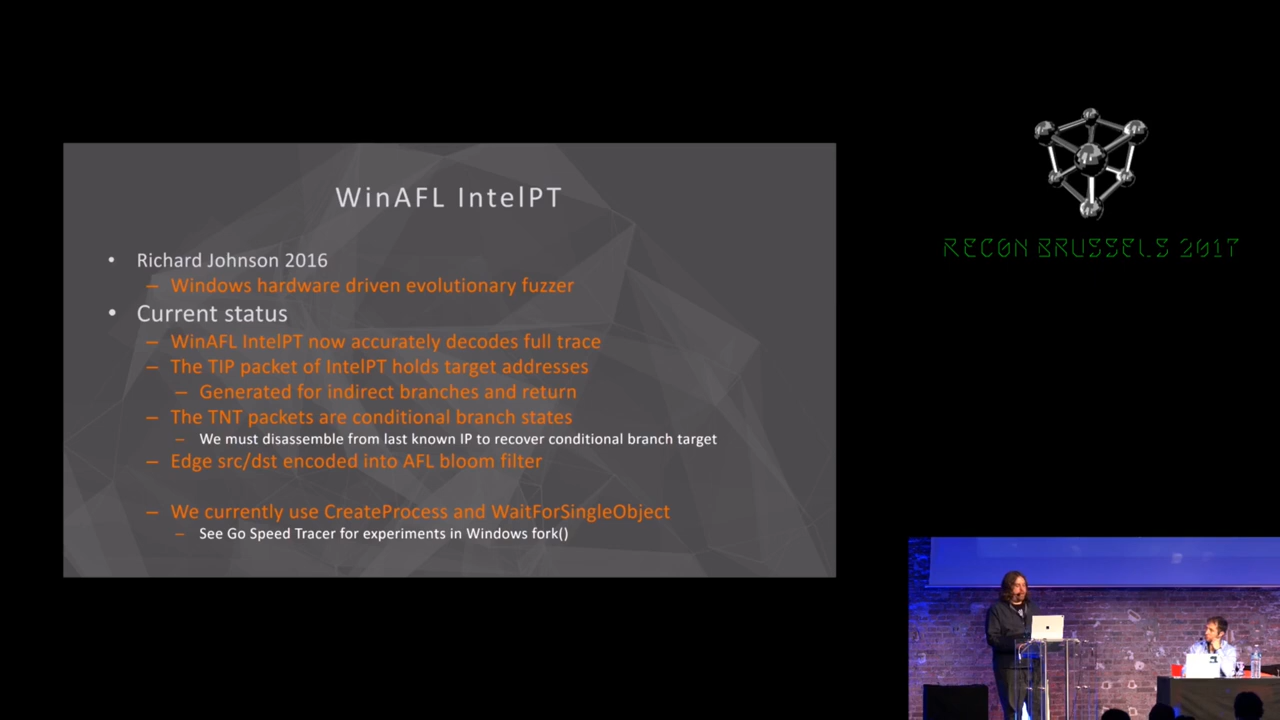 WinAFL IntelPT
• Richard Johnson 2016
– Windows hardware driven evolutionary fuzzer
• Current status
– WinAFL IntelPT now accurately decodes full trace
– The TIP packet of IntelPT holds target addresses
– Generated for indirect branches and return
– The TNT packets are conditional branch states
– We must disassemble from last known IP to recover conditional branch target
– Edge src/dst encoded into AFL bloom filter
– We currently use CreateProcess and WaitForSingleObject
– See Go Speed Tracer for experiments in Windows fork()
RECON BRUSSELS 2017